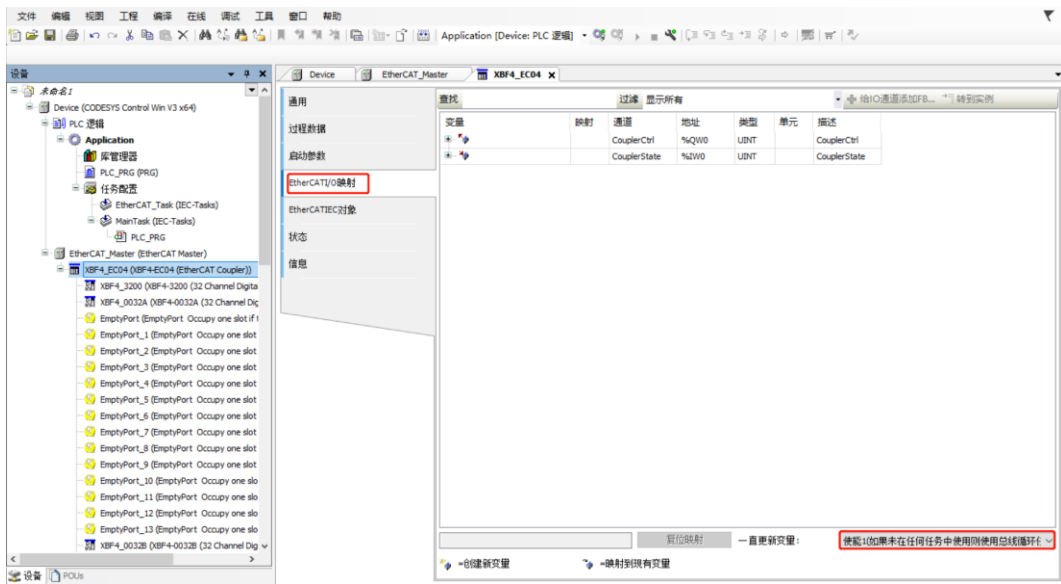 文件 编辑 视图 工程 编译 在线 调试 工具 窗口 帮助
Application [Device: PLC 逻辑]
设备
未命名1
Device (CODESYS Control Win V3 x64)
PLC 逻辑
Application
库管理器
PLC_PRG (PRG)
任务配置
EtherCAT_Task (IEC-Tasks)
MainTask (IEC-Tasks)
PLC_PRG
EtherCAT_Master (EtherCAT Master)
XBF4_EC04 (XBF4-EC04 (EtherCAT Coupler))
XBF4_3200 (XBF4-3200 (32 Channel Digita
XBF4_0032A (XBF4-0032A (32 Channel Dig
EmptyPort (EmptyPort Occupy one slot if t
EmptyPort_1 (EmptyPort Occupy one slot
EmptyPort_2 (EmptyPort Occupy one slot
EmptyPort_3 (EmptyPort Occupy one slot
EmptyPort_4 (EmptyPort Occupy one slot
EmptyPort_5 (EmptyPort Occupy one slot
EmptyPort_6 (EmptyPort Occupy one slot
EmptyPort_7 (EmptyPort Occupy one slot
EmptyPort_8 (EmptyPort Occupy one slot
EmptyPort_9 (EmptyPort Occupy one slot
EmptyPort_10 (EmptyPort Occupy one slo
EmptyPort_11 (EmptyPort Occupy one slo
EmptyPort_12 (EmptyPort Occupy one slo
EmptyPort_13 (EmptyPort Occupy one slo
XBF4_0032B (XBF4-0032B (32 Channel Dig
设备 POUs
Device EtherCAT_Master XBF4_EC04
通用
过程数据
启动参数
EtherCATI/O映射
EtherCATIEC对象
状态
信息
查找 过滤 显示所有 给IO通道添加FB... 转到实例
变量 映射 通道 地址 类型 单元 描述
CouplerCtrl %QW0 UINT CouplerCtrl
CouplerState %IW0 UINT CouplerState
复位映射 一直更新变量: 使能1(如果未在任何任务中使用则使用总线循环任
=创建新变量 =映射到现有变量